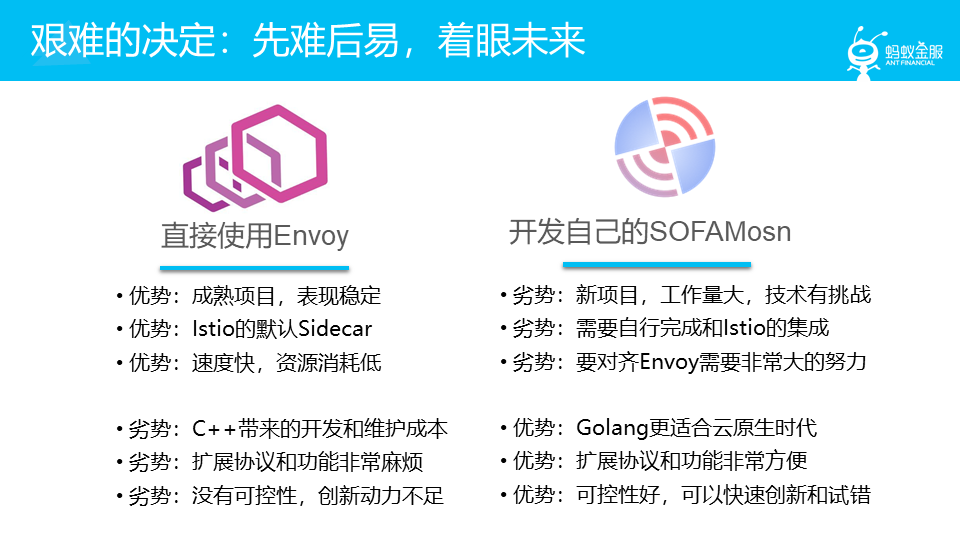 艰难的决定：先难后易，着眼未来
蚂蚁金服
ANT FINANCIAL
直接使用Envoy
• 优势：成熟项目，表现稳定
• 优势：Istio的默认Sidecar
• 优势：速度快，资源消耗低
• 劣势：C++带来的开发和维护成本
• 劣势：扩展协议和功能非常麻烦
• 劣势：没有可控性，创新动力不足
开发自己的SOFAMosn
• 劣势：新项目，工作量大，技术有挑战
• 劣势：需要自行完成和Istio的集成
• 劣势：要对齐Envoy需要非常大的努力
• 优势：Golang更适合云原生时代
• 优势：扩展协议和功能非常方便
• 优势：可控性好，可以快速创新和试错